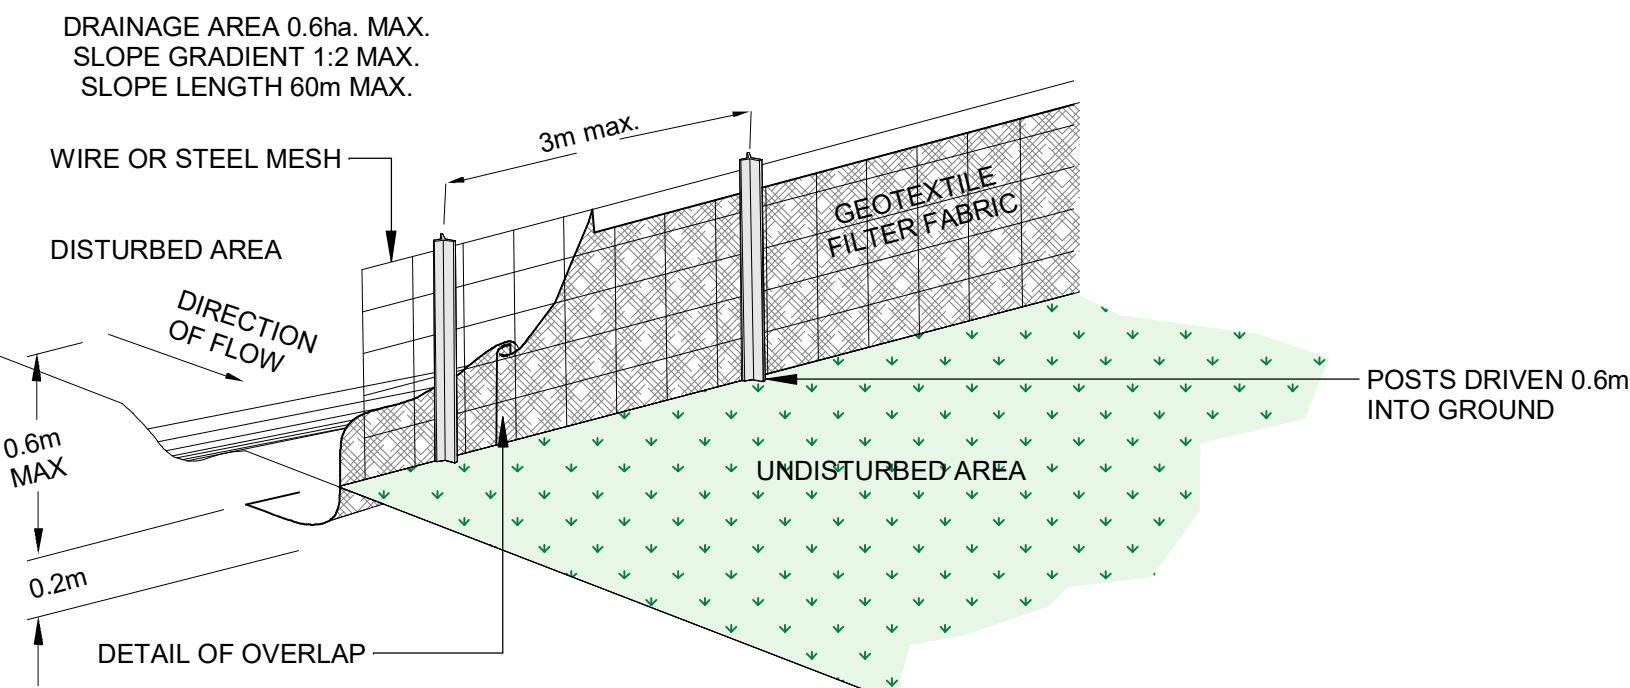 DRAINAGE AREA 0.6ha. MAX.
SLOPE GRADIENT 1:2 MAX.
SLOPE LENGTH 60m MAX.
3m max.
WIRE OR STEEL MESH
GEOTEXTILE
FILTER FABRIC
DISTURBED AREA
DIRECTION
OF FLOW
POSTS DRIVEN 0.6m
INTO GROUND
0.6m
MAX
UNDISTURBED AREA
0.2m
DETAIL OF OVERLAP